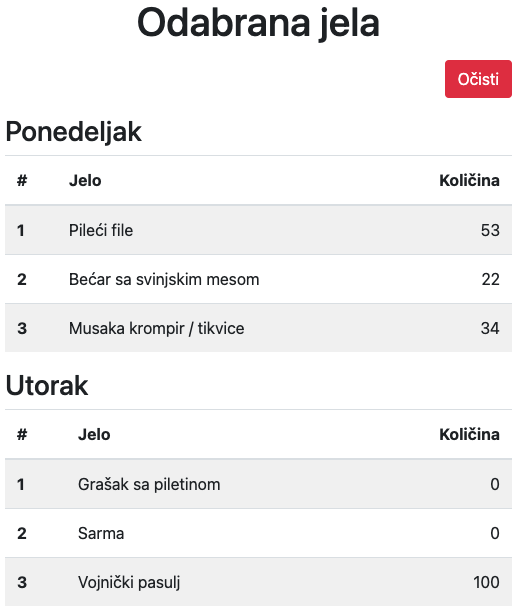 Odabrana jela
Očisti
Ponedeljak
# Jelo Količina
1 Pileći file 53
2 Bećar sa svinjskim mesom 22
3 Musaka krompir / tikvice 34
Utorak
# Jelo Količina
1 Grašak sa piletinom 0
2 Sarma 0
3 Vojnički pasulj 100